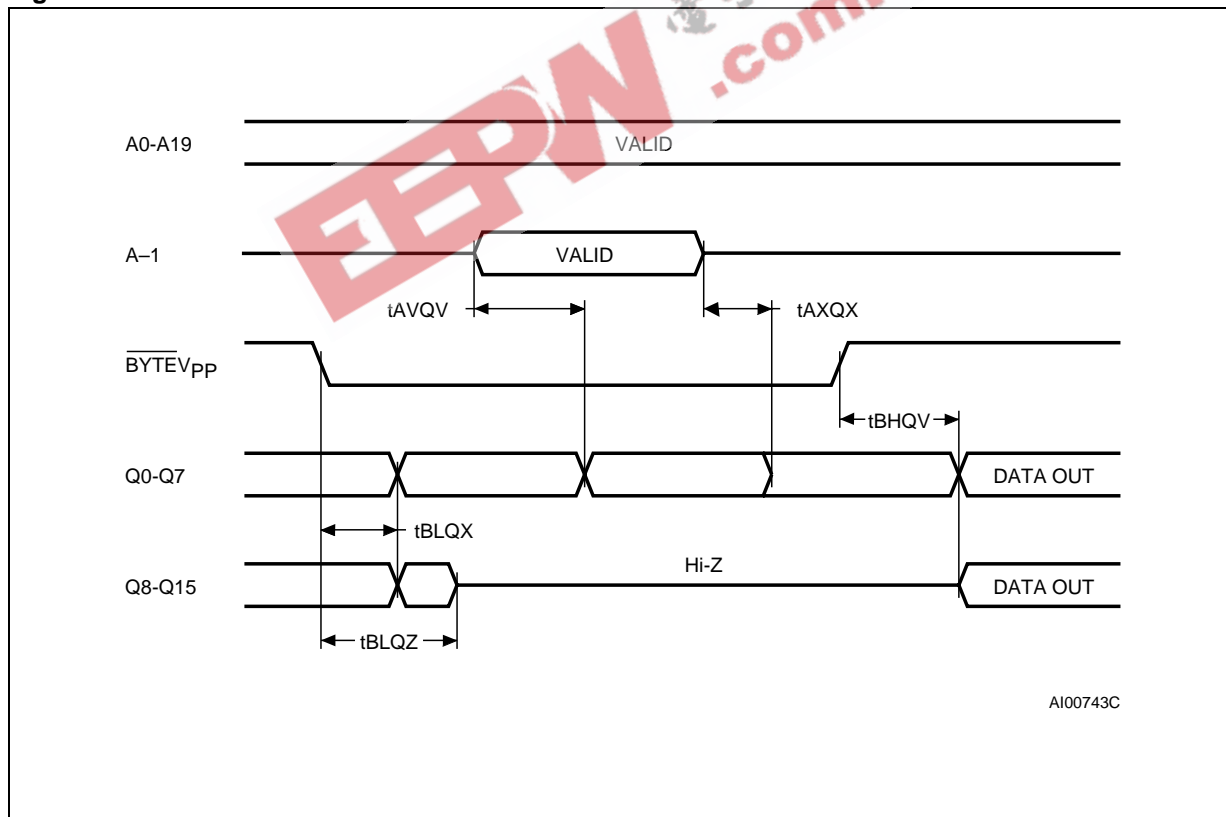 EEPW
.com
A0-A19
VALID
A–1
VALID
tAVQV
tAXQX
BYTEVPP
tBHQV
Q0-Q7
DATA OUT
tBLQX
Hi-Z
Q8-Q15
DATA OUT
tBLQZ
AI00743C